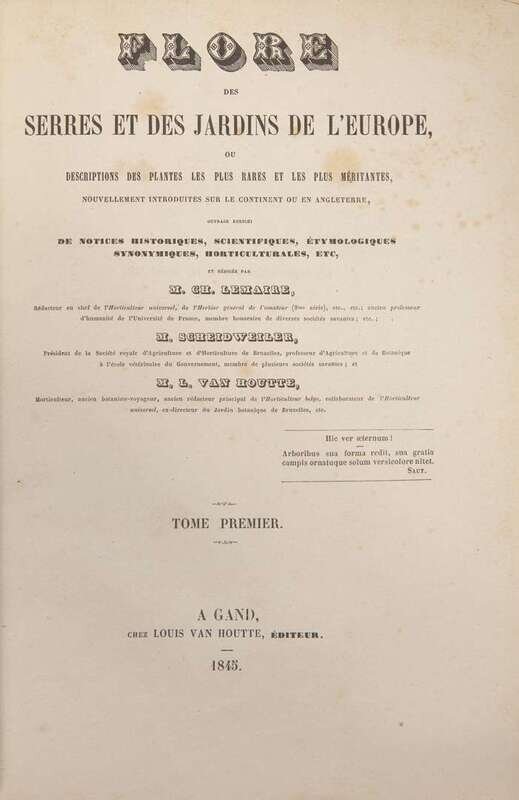 FLORE
DES
SERRES ET DES JARDINS DE L'EUROPE,
OU
DESCRIPTIONS DES PLANTES LES PLUS RARES ET LES PLUS MÉRITANTES,
NOUVELLEMENT INTRODUITES SUR LE CONTINENT OU EN ANGLETERRE,
OUVRAGE ENRICHI
DE NOTICES HISTORIQUES, SCIENTIFIQUES, ÉTYMOLOGIQUES
SYNONYMIQUES, HORTICULTURALES, ETC,
ET RÉDIGÉE PAR
M. CH. LEMAIRE,
Rédacteur en chef de l'Horticulteur universel, de l'Herbier général de l'amateur (2me série), etc., etc.; ancien professeur
d'humanité de l'Université de France, membre honoraire de diverses sociétés savantes; etc.;
M. SCHEIDWEILER,
Président de la Société royale d'Agriculture et d'Horticulture de Bruxelles, professeur d'Agriculture et de Botanique
à l'école vétérinaire du Gouvernement, membre de plusieurs sociétés savantes; et
M. L. VAN HOUTTE,
Horticulteur, ancien botaniste-voyageur, ancien rédacteur principal de l'Horticulteur belge, collaborateur de l'Horticulteur
universel, ex-directeur du Jardin botanique de Bruxelles, etc.
Hic ver æternum!
Arboribus sua forma redit, sua gratia
campis ornatuque solum versicolore nitet.
SAUT.
TOME PREMIER.
A GAND,
CHEZ LOUIS VAN HOUTTE, ÉDITEUR.
1845.